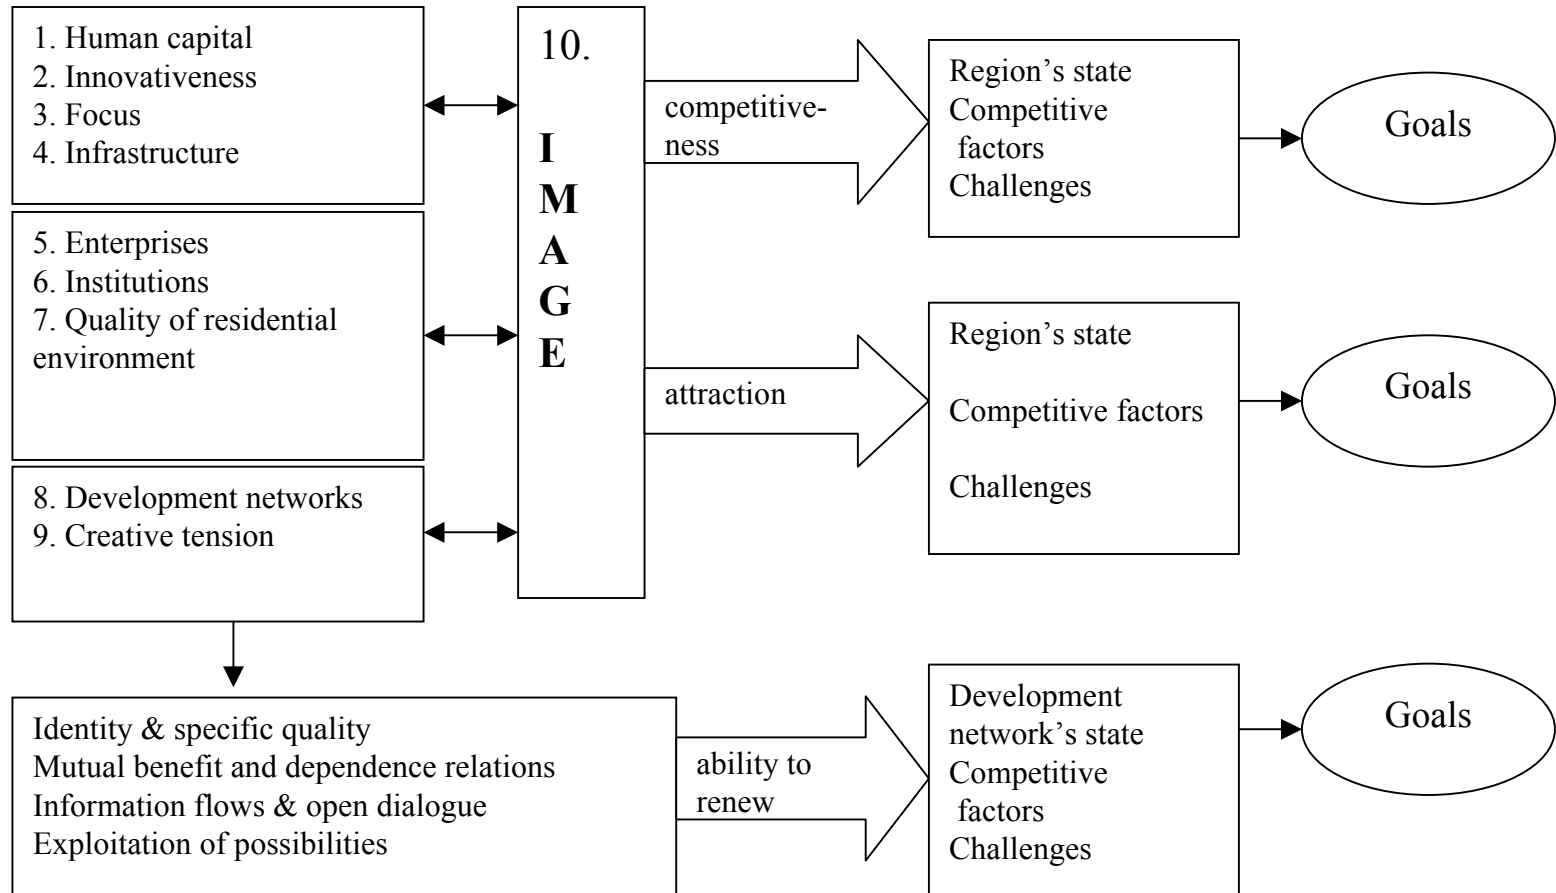 1. Human capital
2. Innovativeness
3. Focus
4. Infrastructure
5. Enterprises
6. Institutions
7. Quality of residential
environment
8. Development networks
9. Creative tension
10.
I
M
A
G
E
competitive-
ness
Region’s state
Competitive
factors
Challenges
Goals
attraction
Region’s state
Competitive factors
Challenges
Goals
Identity & specific quality
Mutual benefit and dependence relations
Information flows & open dialogue
Exploitation of possibilities
ability to
renew
Development
network’s state
Competitive
factors
Challenges
Goals